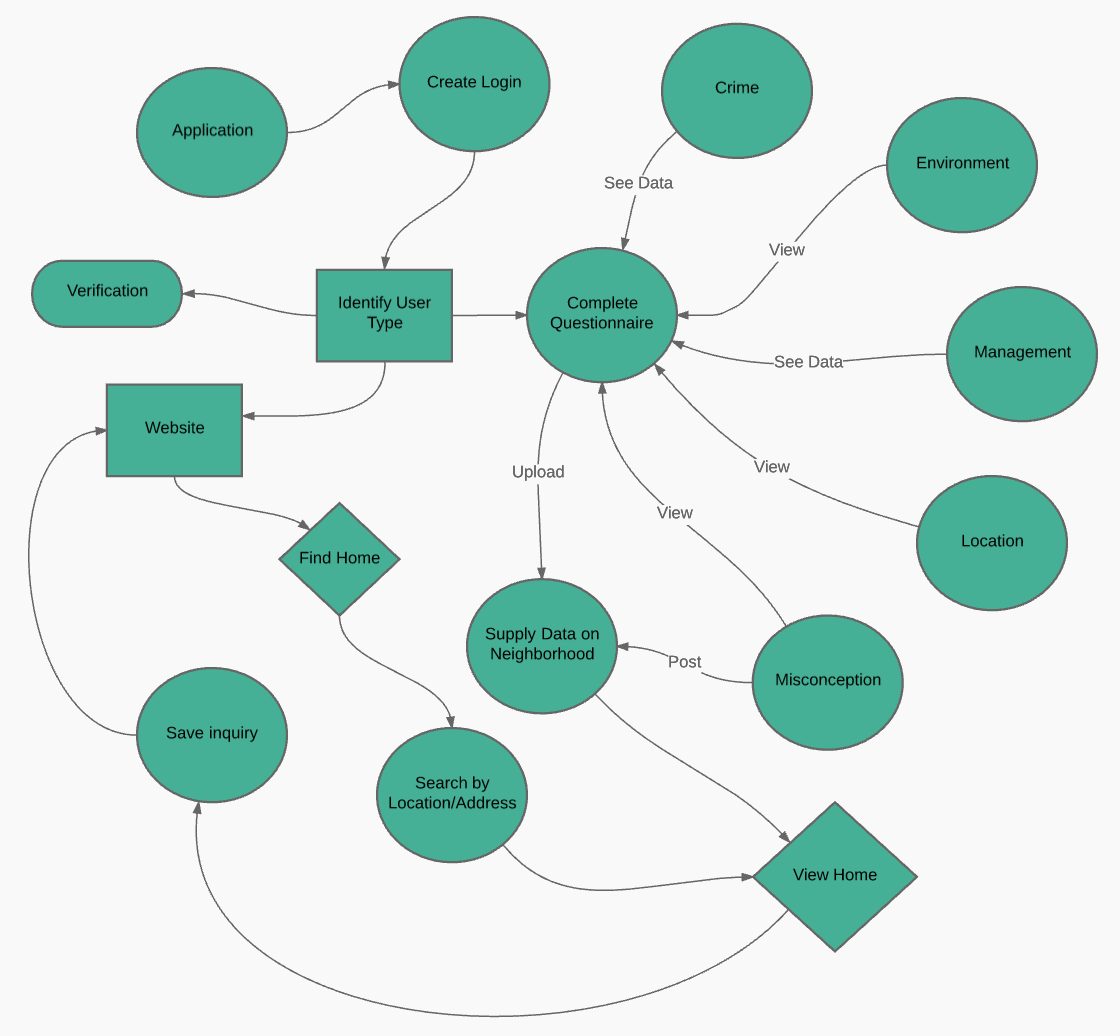 Create Login
Crime
Application
Environment
See Data
View
Verification
Identify User
Type
Complete
Questionnaire
Management
See Data
Website
View
Upload
View
Location
Find Home
Supply Data on
Neighborhood
Post
Misconception
Save inquiry
Search by
Location/Address
View Home